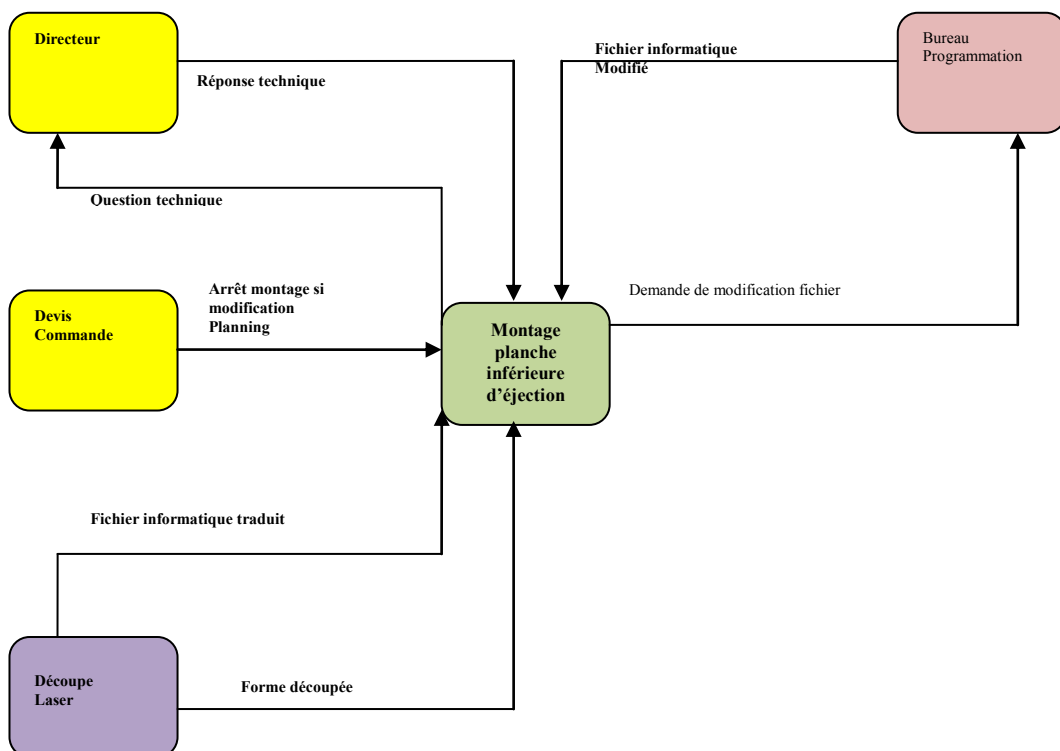 Directeur
Réponse technique
Fichier informatique
Modifié
Bureau
Programmation
Question technique
Arrêt montage si
modification
Planning
Devis
Commande
Demande de modification fichier
Montage
planche
inférieure
d'éjection
Fichier informatique traduit
Découpe
Laser
Forme découpée